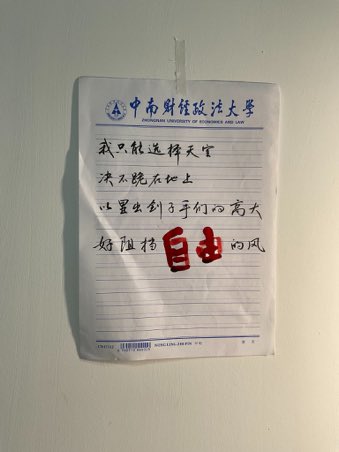 中南财经政法大学
ZHONGNAN UNIVERSITY OF ECONOMICS AND LAW
我只能选择天空
决不跪在地上
以显出刽子手们的高大
好阻挡自由的风